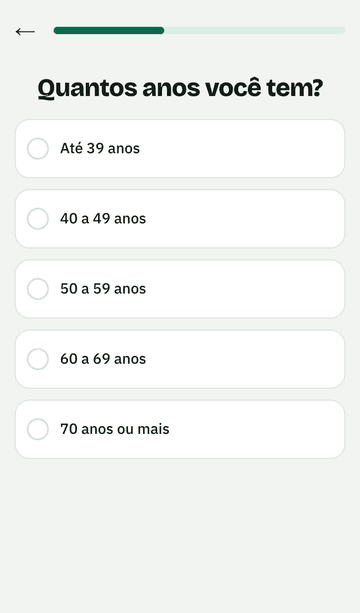 Quantos anos você tem?
Até 39 anos
40 a 49 anos
50 a 59 anos
60 a 69 anos
70 anos ou mais